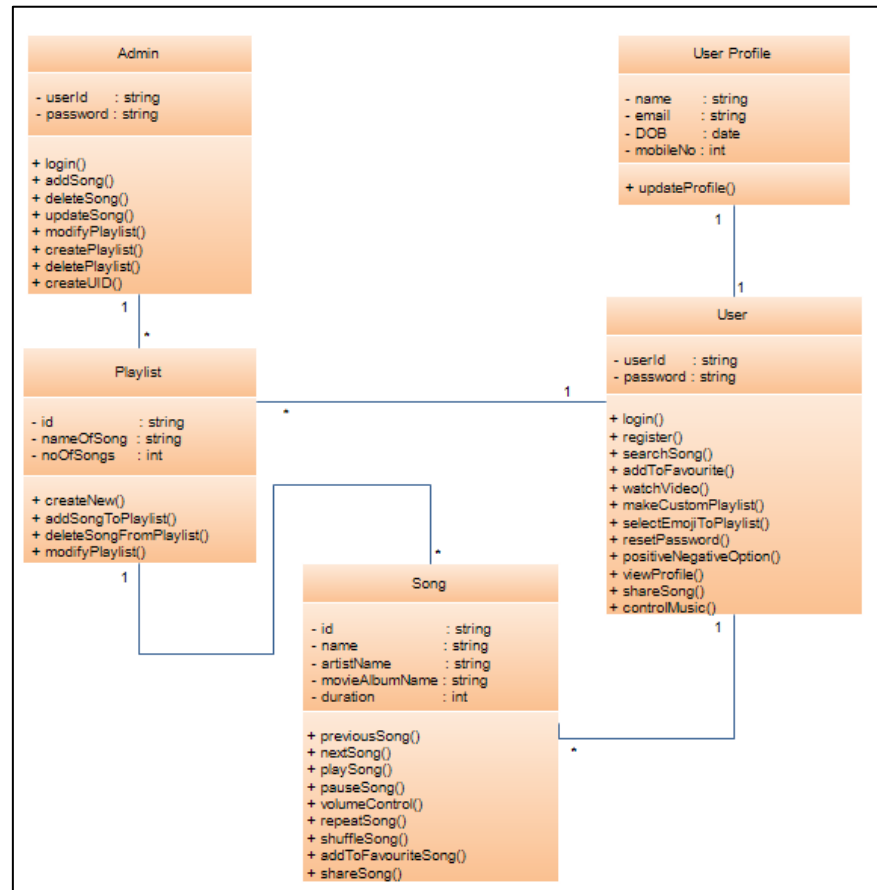 Admin
- userId : string
- password : string
+ login()
+ addSong()
+ deleteSong()
+ updateSong()
+ modifyPlaylist()
+ createPlaylist()
+ deletePlaylist()
+ createUID()
1
*
User Profile
- name : string
- email : string
- DOB : date
- mobileNo : int
+ updateProfile()
1
1
User
- userId : string
- password : string
+ login()
+ register()
+ searchSong()
+ addToFavourite()
+ watchVideo()
+ makeCustomPlaylist()
+ selectEmojiToPlaylist()
+ resetPassword()
+ positiveNegativeOption()
+ viewProfile()
+ shareSong()
+ controlMusic()
1
1
*
Playlist
- id : string
- nameOfSong : string
- noOfSongs : int
+ createNew()
+ addSongToPlaylist()
+ deleteSongFromPlaylist()
+ modifyPlaylist()
1
*
Song
- id : string
- name : string
- artistName : string
- movieAlbumName : string
- duration : int
+ previousSong()
+ nextSong()
+ playSong()
+ pauseSong()
+ volumeControl()
+ repeatSong()
+ shuffleSong()
+ addToFavouriteSong()
+ shareSong()
*